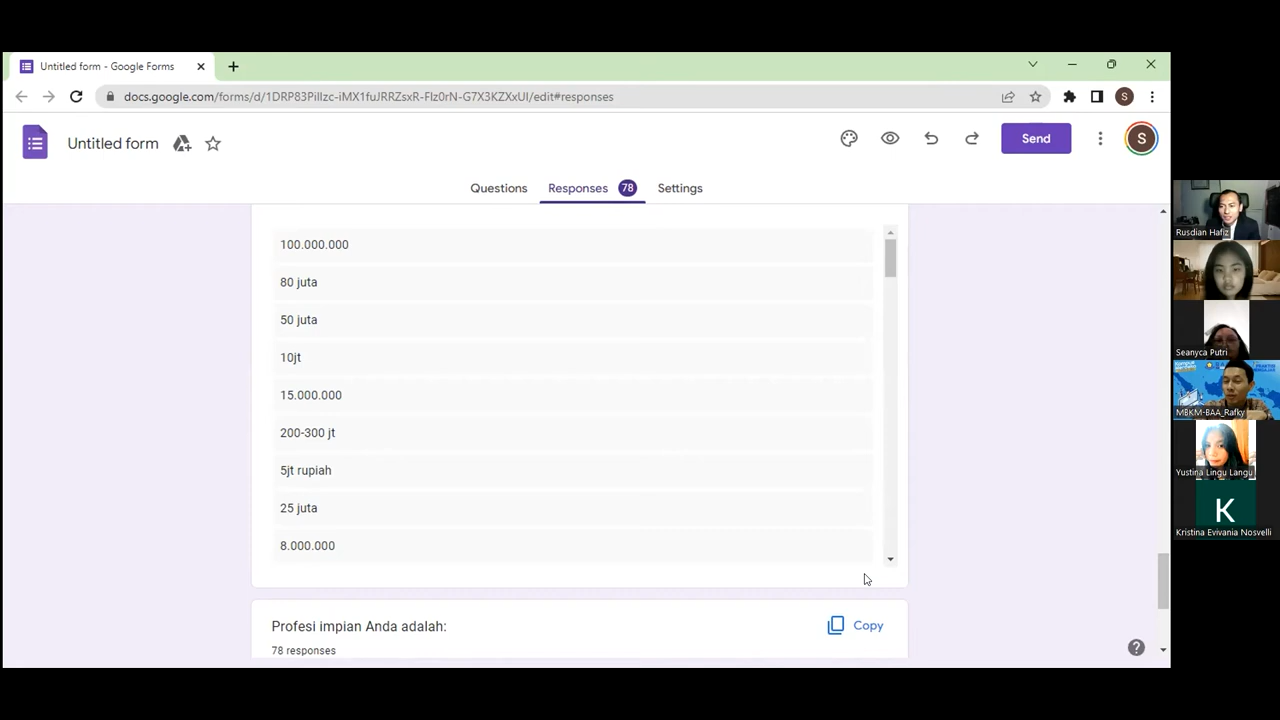 Untitled form - Google Forms
docs.google.com/forms/d/1DRP83PiIlzc-iMX1fuJRRZsxR-FIz0rN-G7X3KZXxUI/edit#responses
S
Untitled form
Send
S
Questions
Responses 78
Settings
100.000.000
80 juta
50 juta
10jt
15.000.000
200-300 jt
5jt rupiah
25 juta
8.000.000
Profesi impian Anda adalah:
Copy
78 responses
Rusdian Hafiz
Seanyca Putri
MBKM-BAA_Rafky
Yustina Lingu Langu
K
Kristina Evivania Nosvelli